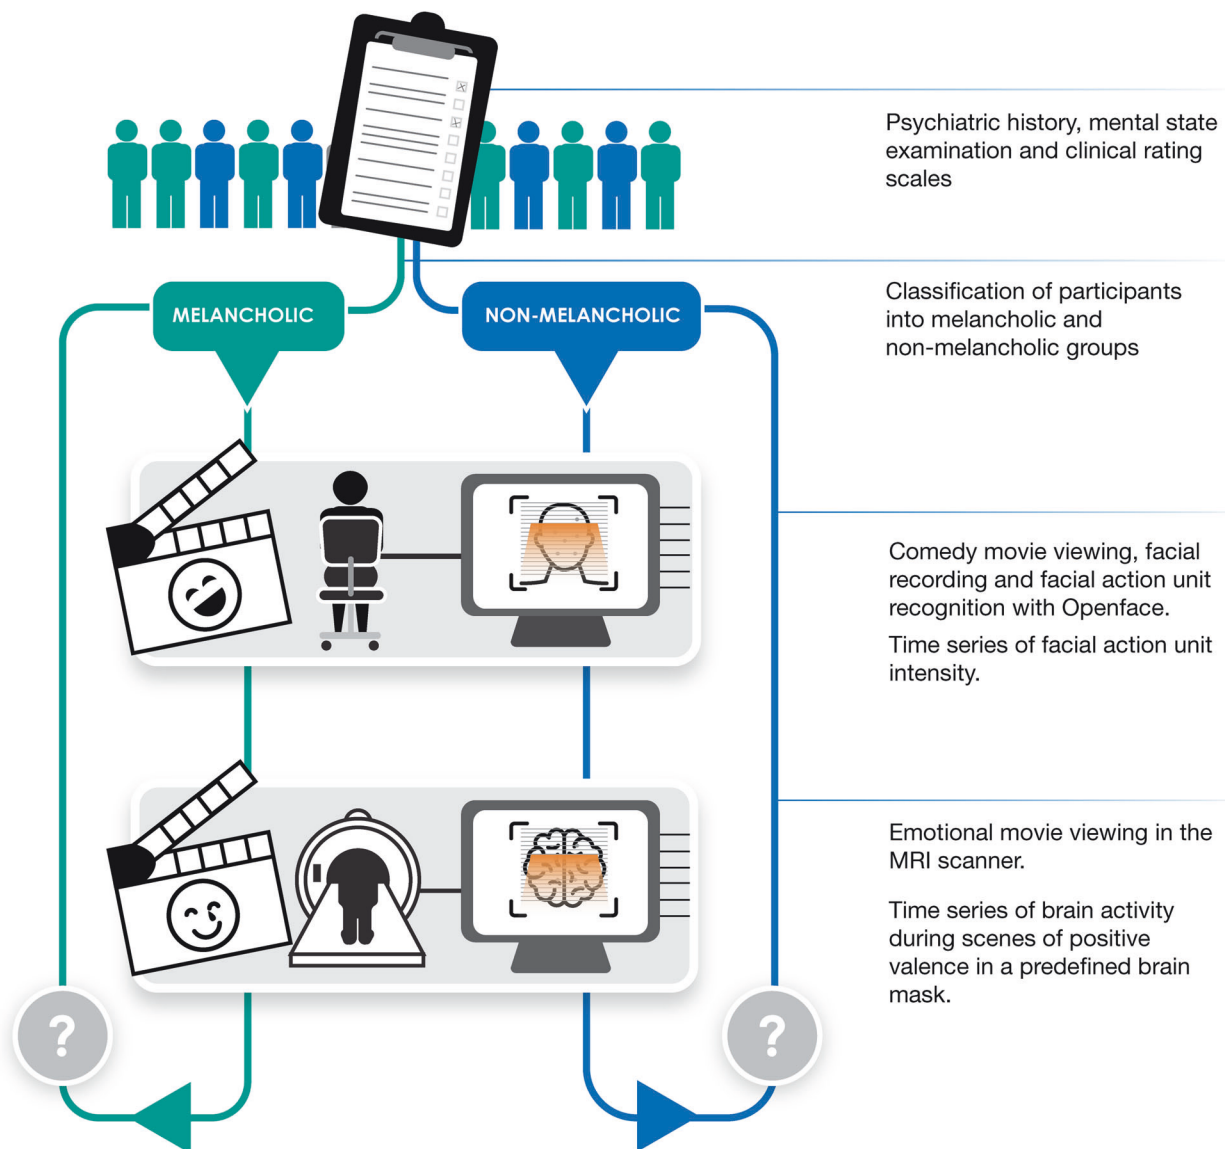 Psychiatric history, mental state
examination and clinical rating
scales
Classification of participants
into melancholic and
non-melancholic groups
MELANCHOLIC
NON-MELANCHOLIC
Comedy movie viewing, facial
recording and facial action unit
recognition with Openface.
Time series of facial action unit
intensity.
Emotional movie viewing in the
MRI scanner.
Time series of brain activity
during scenes of positive
valence in a predefined brain
mask.
?
?